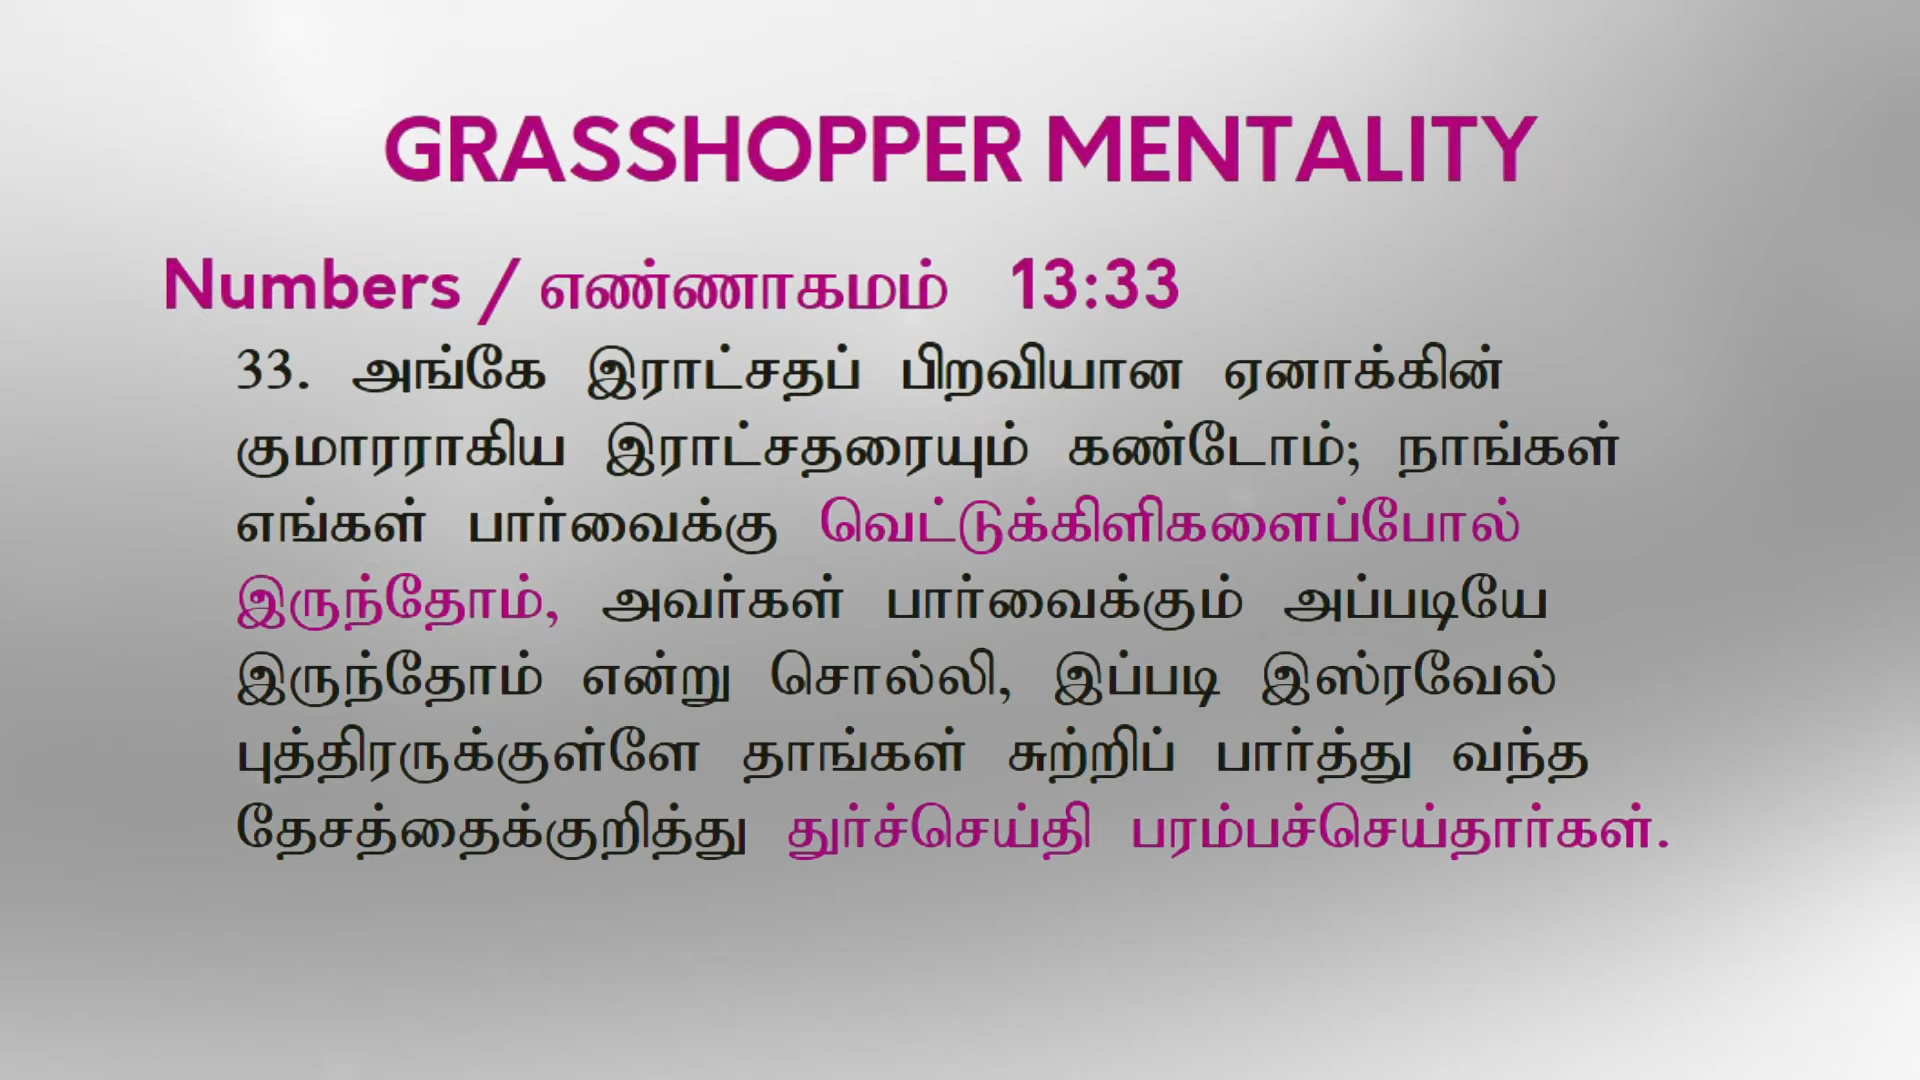 GRASSHOPPER MENTALITY
Numbers / எண்ணாகமம் 13:33
33. அங்கே இராட்சதப் பிறவியான ஏனாக்கின்
குமாரராகிய இராட்சதரையும் கண்டோம்; நாங்கள்
எங்கள் பார்வைக்கு வெட்டுக்கிளிகளைப்போல்
இருந்தோம், அவர்கள் பார்வைக்கும் அப்படியே
இருந்தோம் என்று சொல்லி, இப்படி இஸ்ரவேல்
புத்திரருக்குள்ளே தாங்கள் சுற்றிப் பார்த்து வந்த
தேசத்தைக்குறித்து துர்ச்செய்தி பரம்பச்செய்தார்கள்.